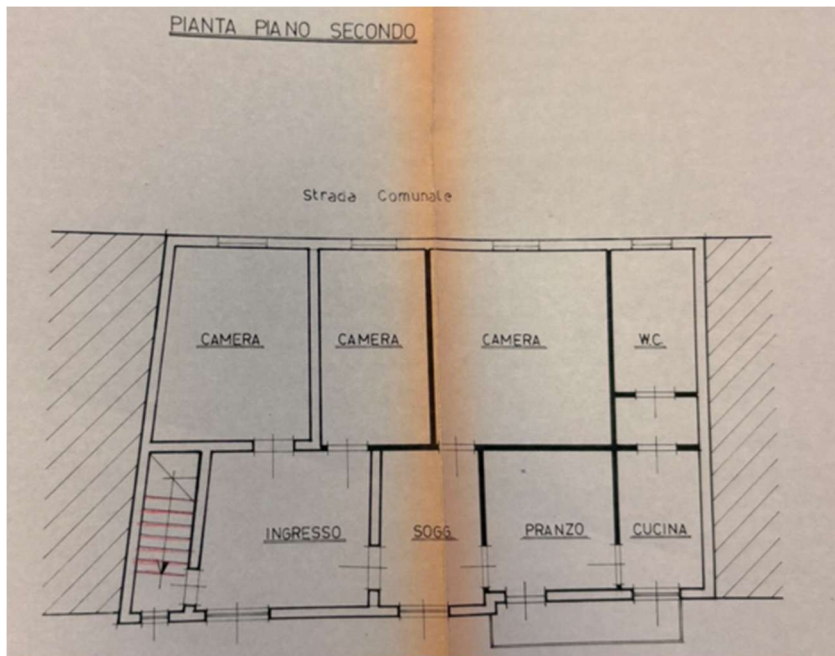 PIANTA PIANO SECONDO
Strada Comunale
CAMERA CAMERA CAMERA W.C.
INGRESSO SOGG. PRANZO CUCINA